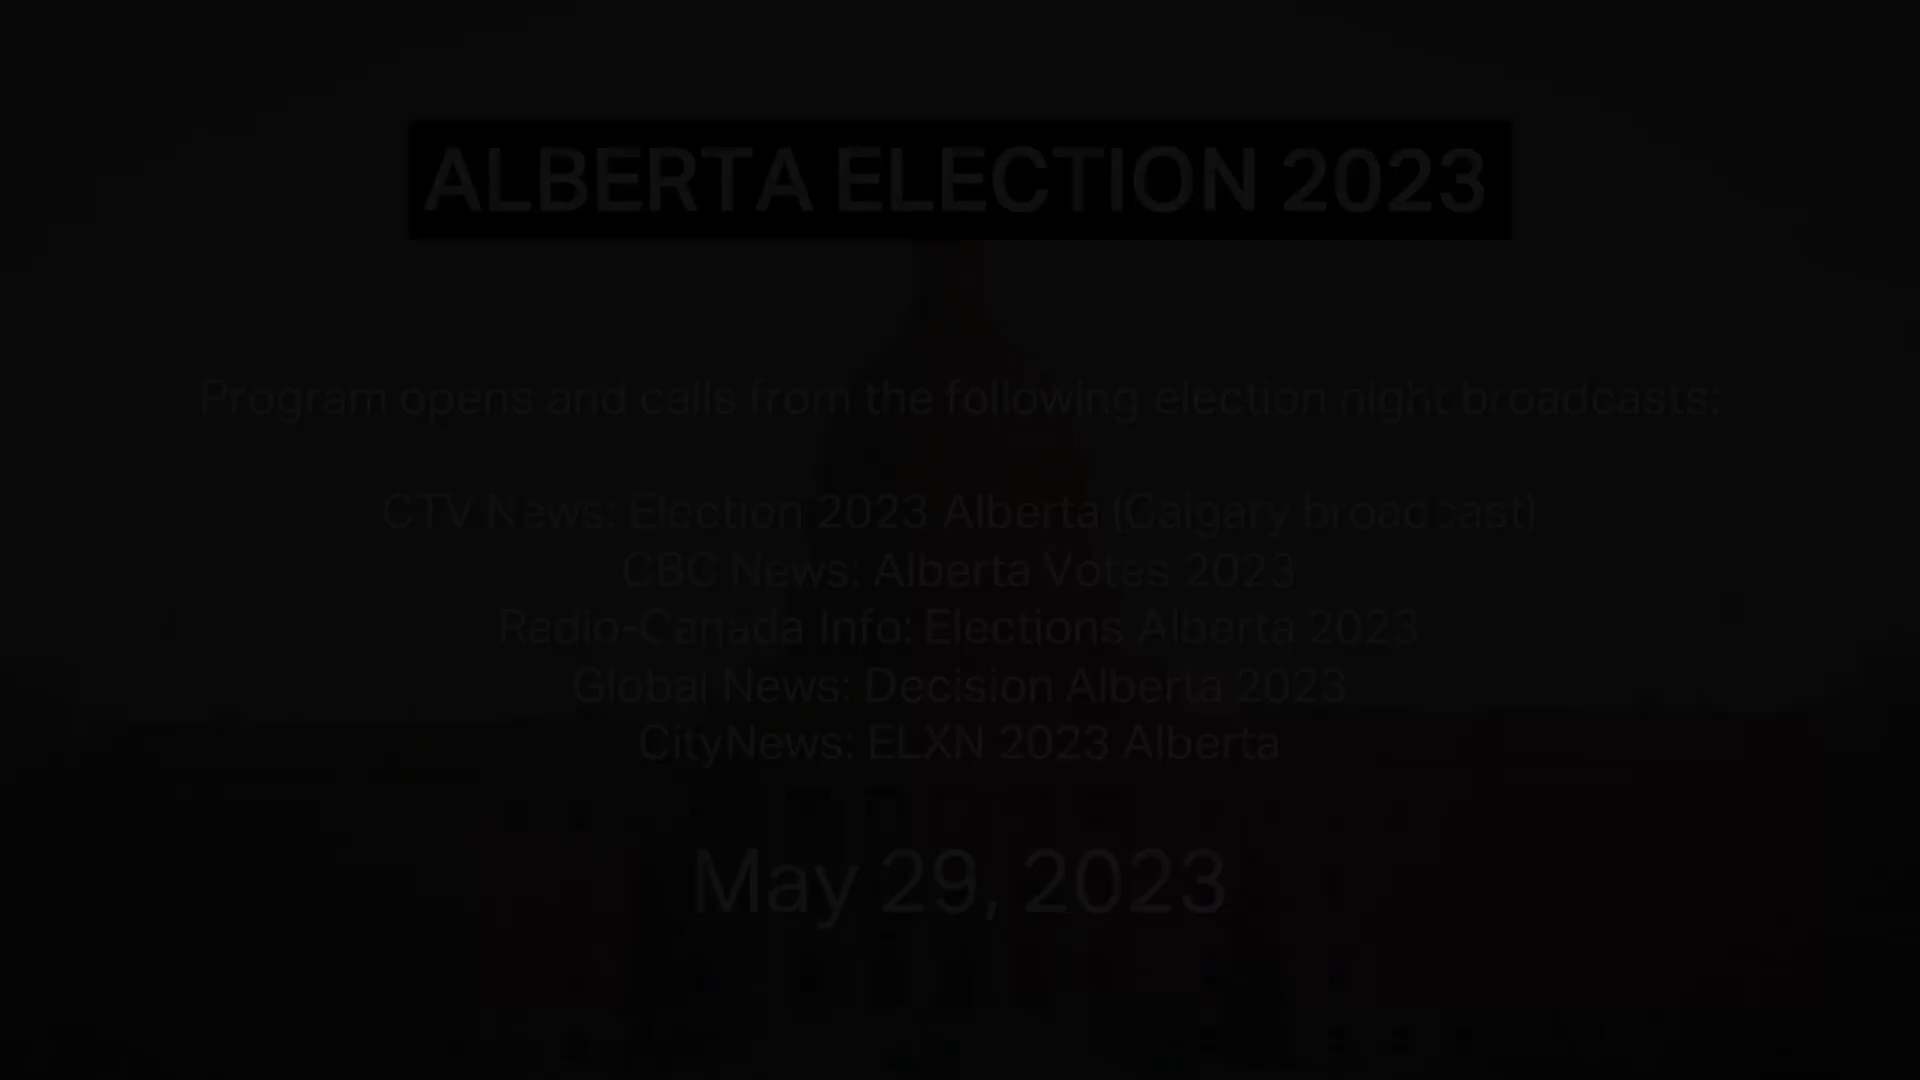 ALBERTA ELECTION 2023
Program opens and calls from the following election night broadcasts:
CTV News: Election 2023 Alberta (Calgary broadcast)
CBC News: Alberta Votes 2023
Radio-Canada Info: Elections Alberta 2023
Global News: Decision Alberta 2023
CityNews: ELXN 2023 Alberta
May 29, 2023